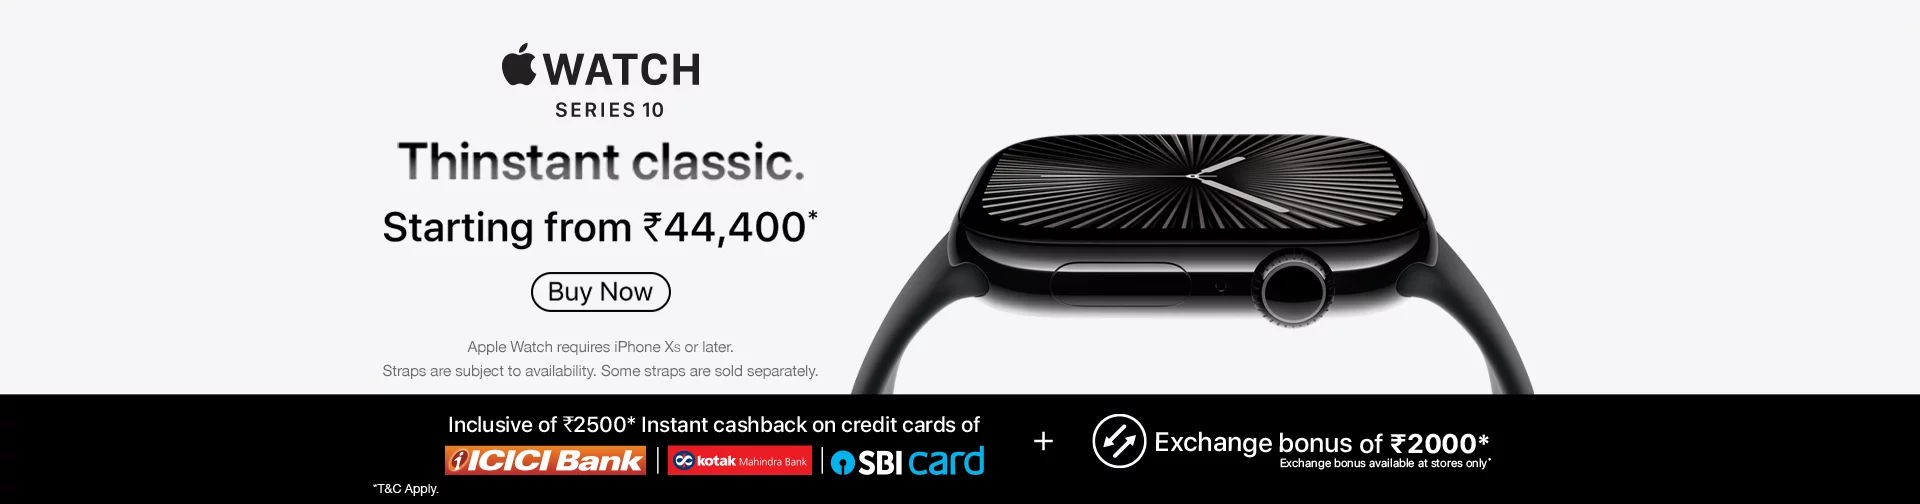 WATCH
SERIES 10
Thinstant classic.
Starting from ₹44,400*
Buy Now
Apple Watch requires iPhone Xs or later.
Straps are subject to availability. Some straps are sold separately.
Inclusive of ₹2500* Instant cashback on credit cards of
ICICI Bank | kotak Mahindra Bank | SBI card
+
Exchange bonus of ₹2000*
Exchange bonus available at stores only*
*T&C Apply.